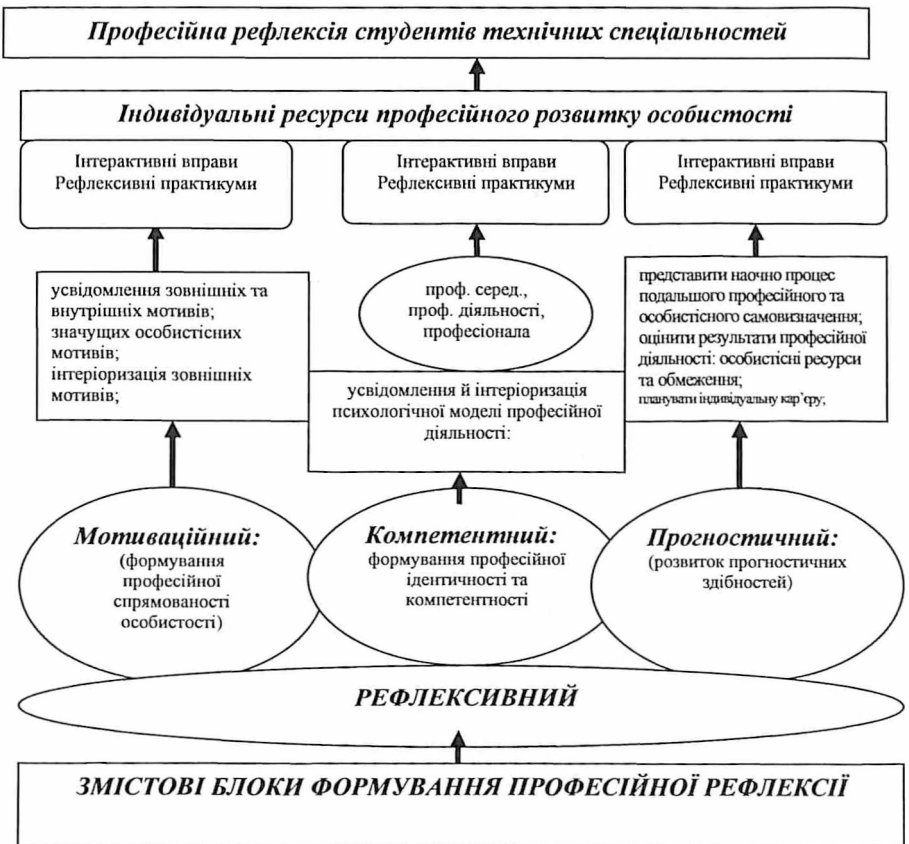 Професійна рефлексія студентів технічних спеціальностей
Індивідуальні ресурси професійного розвитку особистості
Інтерактивні вправи
Рефлексивні практикуми
Інтерактивні вправи
Рефлексивні практикуми
Інтерактивні вправи
Рефлексивні практикуми
усвідомлення зовнішніх та
внутрішніх мотивів;
значущих особистісних
мотивів;
інтеріоризація зовнішніх
мотивів;
проф. серед.,
проф. діяльності,
професіонала
усвідомлення й інтеріоризація
психологічної моделі професійної
діяльності:
представити наочно процес
подальшого професійного та
особистісного самовизначення;
оцінити результати професійної
діяльності: особистісні ресурси
та обмеження;
планувати індивідуальну кар’єру;
Мотиваційний:
(формування
професійної
спрямованості
особистості)
Компетентний:
формування професійної
ідентичності та
компетентності
Прогностичний:
(розвиток прогностичних
здібностей)
РЕФЛЕКСИВНИЙ
ЗМІСТОВІ БЛОКИ ФОРМУВАННЯ ПРОФЕСІЙНОЇ РЕФЛЕКСІЇ